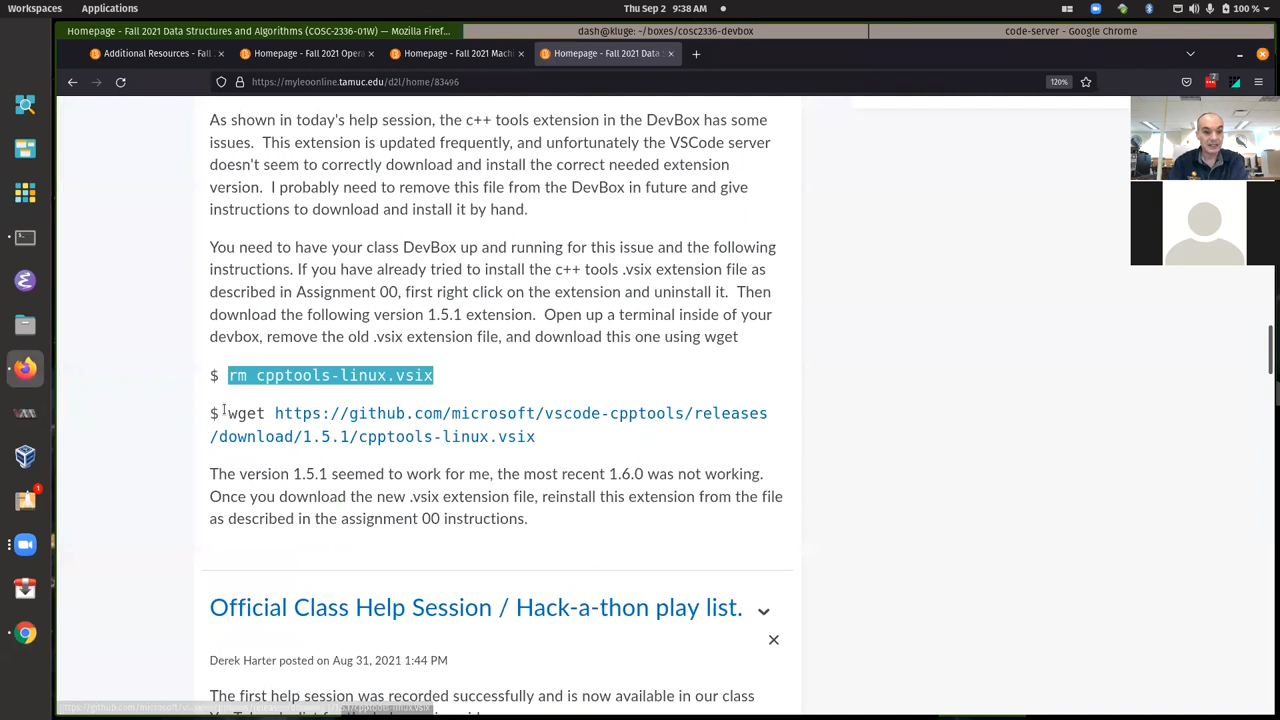 Workspaces Applications Thu Sep 2 9:38 AM 100 %
Homepage - Fall 2021 Data Structures and Algorithms (COSC-2336-01W) — Mozilla Firef... dash@kluge: ~/boxes/cosc2336-devbox code-server - Google Chrome
Additional Resources - Fall Homepage - Fall 2021 Opera Homepage - Fall 2021 Machi Homepage - Fall 2021 Data
https://myleoonline.tamuc.edu/d2l/home/83496 120%
As shown in today's help session, the c++ tools extension in the DevBox has some
issues. This extension is updated frequently, and unfortunately the VSCode server
doesn't seem to correctly download and install the correct needed extension
version. I probably need to remove this file from the DevBox in future and give
instructions to download and install it by hand.
You need to have your class DevBox up and running for this issue and the following
instructions. If you have already tried to install the c++ tools .vsix extension file as
described in Assignment 00, first right click on the extension and uninstall it. Then
download the following version 1.5.1 extension. Open up a terminal inside of your
devbox, remove the old .vsix extension file, and download this one using wget
$ rm cpptools-linux.vsix
$ wget https://github.com/microsoft/vscode-cpptools/releases
/download/1.5.1/cpptools-linux.vsix
The version 1.5.1 seemed to work for me, the most recent 1.6.0 was not working.
Once you download the new .vsix extension file, reinstall this extension from the file
as described in the assignment 00 instructions.
Official Class Help Session / Hack-a-thon play list.
Derek Harter posted on Aug 31, 2021 1:44 PM
The first help session was recorded successfully and is now available in our class